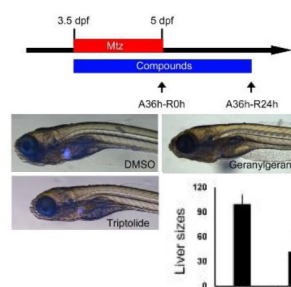 3.5 dpf
5 dpf
Mtz
Compounds
A36h-R0h
A36h-R24h
DMSO
Geranylgeran
Triptolide
Liver sizes
120
90
60
30
0